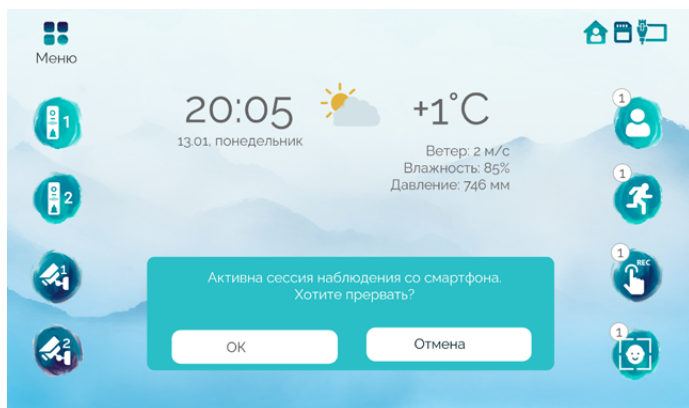 Меню
20:05
13.01, понедельник
+1°C
Ветер: 2 м/с
Влажность: 85%
Давление: 746 мм
1
2
1
2
1
1
1
REC
1
Активна сессия наблюдения со смартфона.
Хотите прервать?
ОК
Отмена